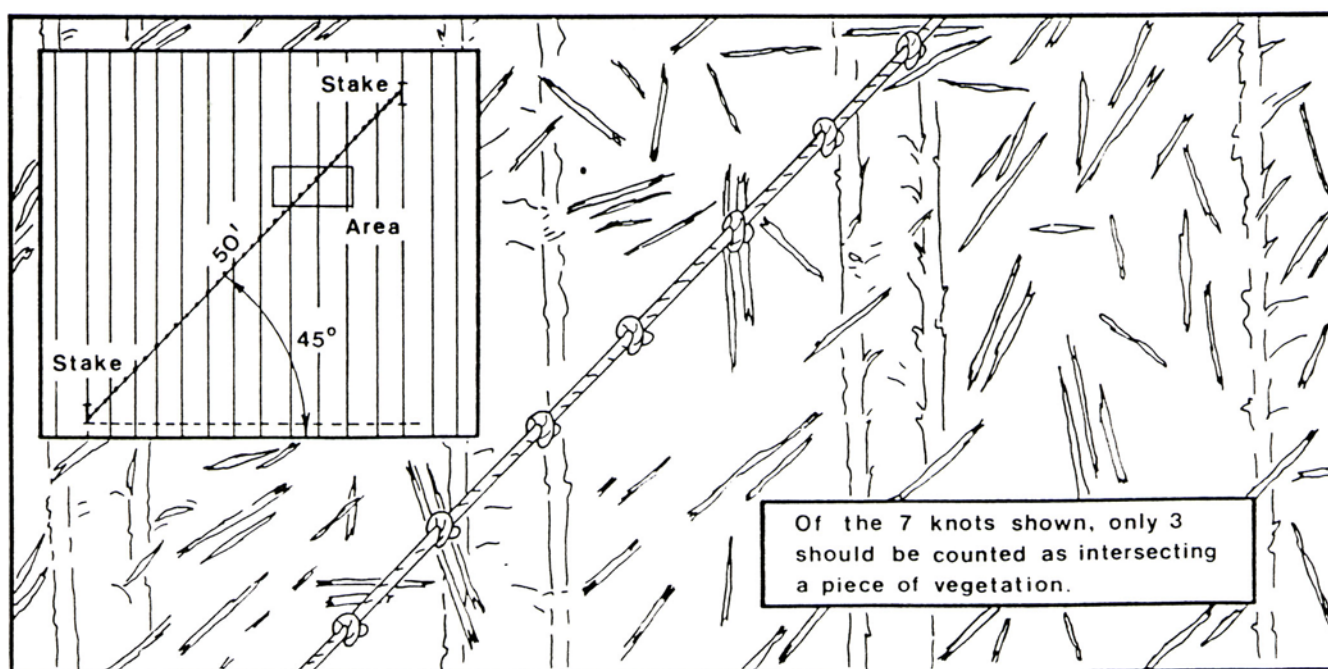 Stake
Area
50'
45°
Stake
Of the 7 knots shown, only 3
should be counted as intersecting
a piece of vegetation.